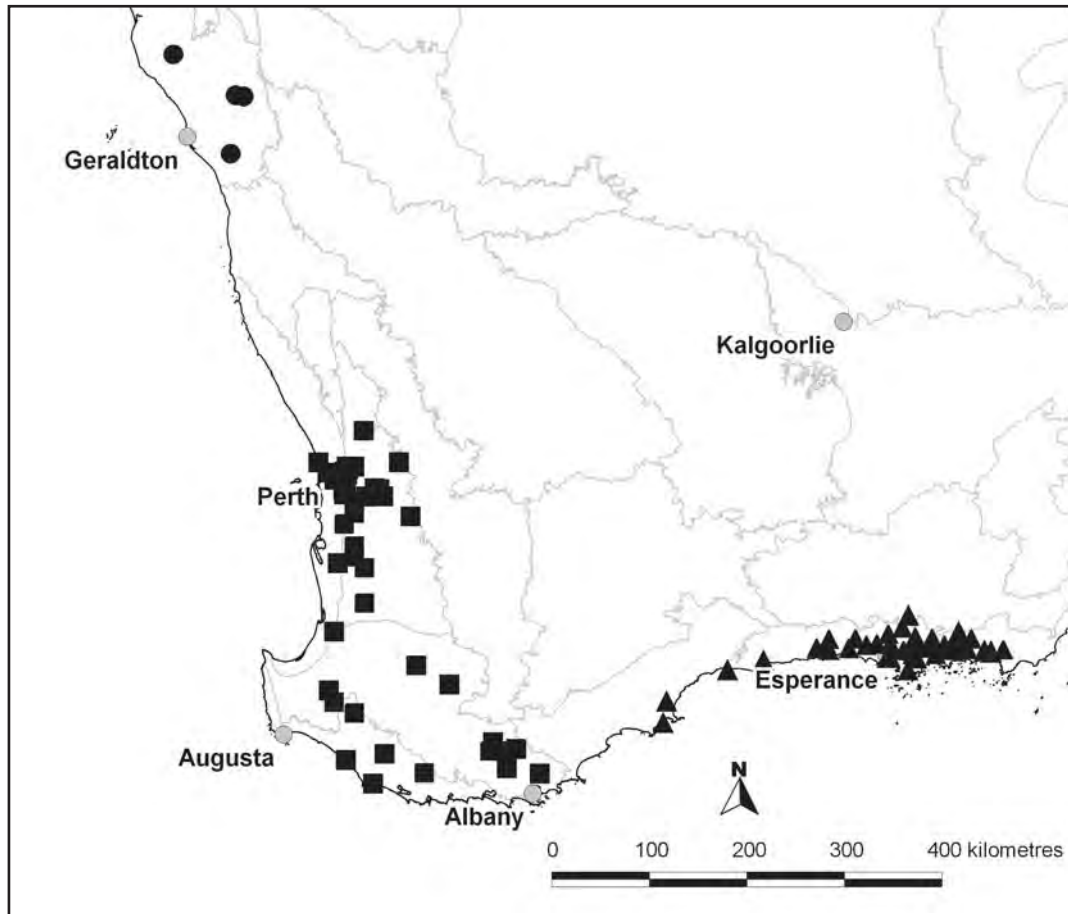 Geraldton
Kalgoorlie
Perth
Esperance
Augusta
N
Albany
0 100 200 300 400 kilometres